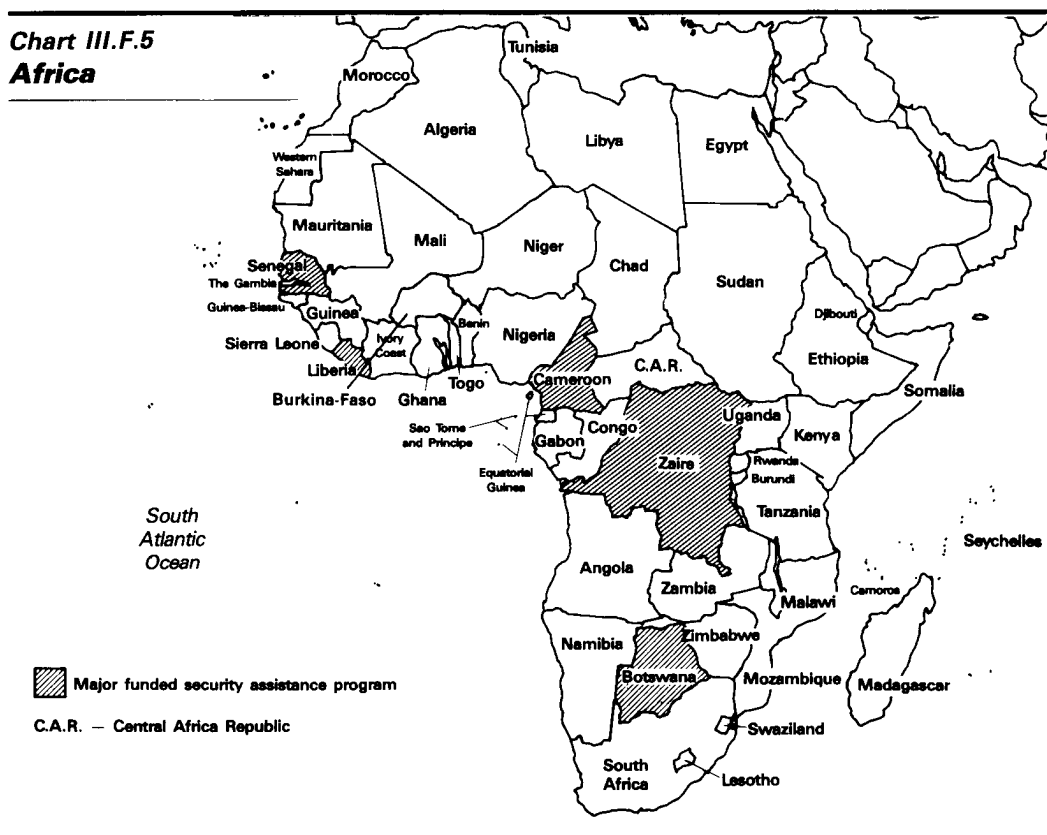 Chart III.F.5
Africa
Tunisia
Morocco
Algeria
Libya
Egypt
Western
Sahara
Mauritania
Mali
Niger
Chad
Sudan
Senegal
The Gambia
Guinea-Bissau
Guinea
Sierra Leone
Liberia
Ivory
Coast
Burkina-Faso
Ghana
Togo
Benin
Nigeria
Cameroon
C.A.R.
Djibouti
Ethiopia
Somalia
Sao Tome
and Principe
Equatorial
Guinea
Gabon
Congo
Zaire
Uganda
Kenya
Rwanda
Burundi
Tanzania
Seychelles
South
Atlantic
Ocean
Angola
Zambia
Malawi
Comoros
Namibia
Zimbabwe
Botswana
Mozambique
Madagascar
Swaziland
South
Africa
Lesotho
Major funded security assistance program
C.A.R. — Central Africa Republic